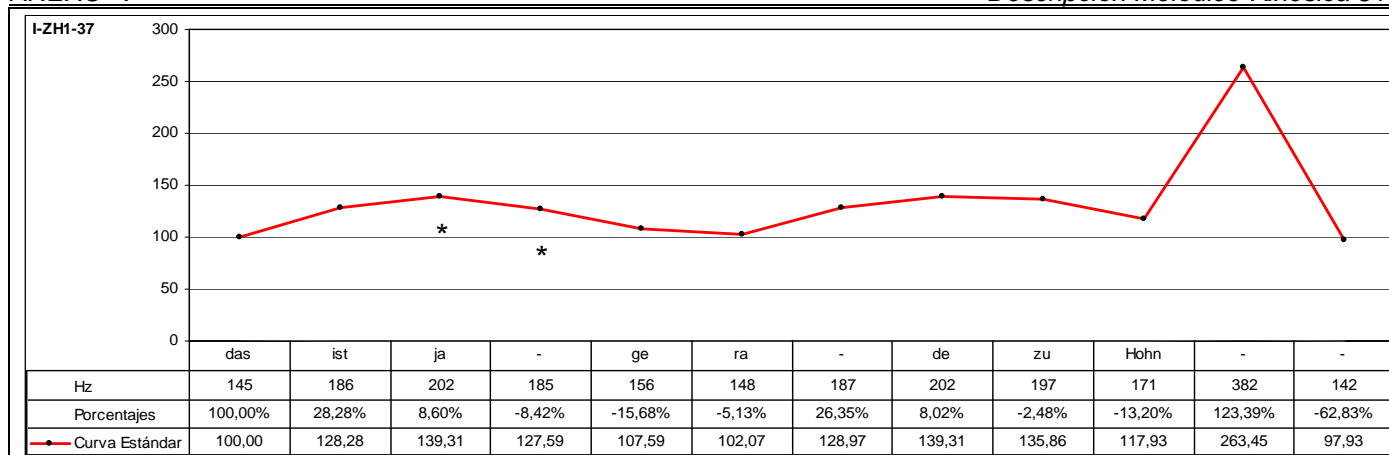 I-ZH1-37
300
250
200
150
100
50
0
*
*
das ist ja - ge ra - de zu Hohn - -
Hz 145 186 202 185 156 148 187 202 197 171 382 142
Porcentajes 100,00% 28,28% 8,60% -8,42% -15,68% -5,13% 26,35% 8,02% -2,48% -13,20% 123,39% -62,83%
Curva Estándar 100,00 128,28 139,31 127,59 107,59 102,07 128,97 139,31 135,86 117,93 263,45 97,93